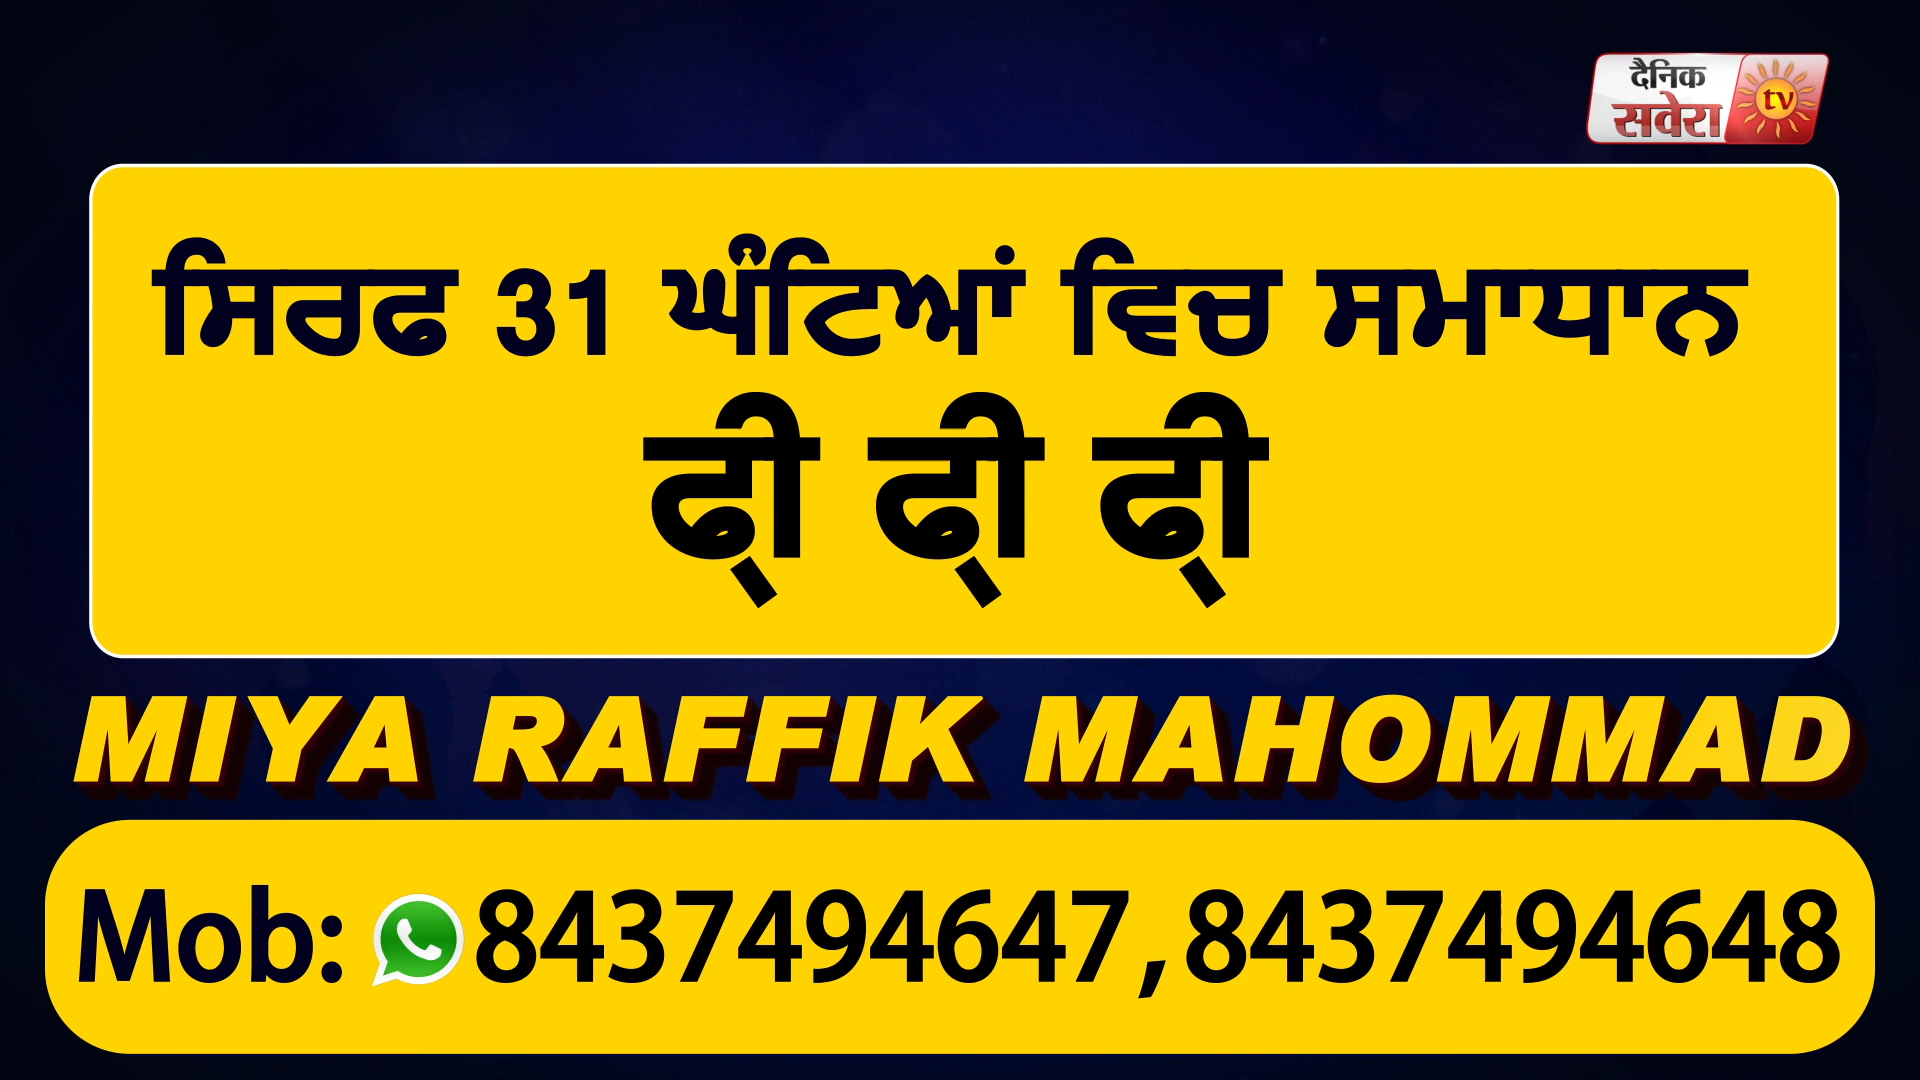 दैनिक
सवेरा tv
ਸਿਰਫ 31 ਘੰਟਿਆਂ ਵਿਚ ਸਮਾਧਾਨ
ਫ੍ਰੀ ਫ੍ਰੀ ਫ੍ਰੀ
MIYA RAFFIK MAHOMMAD
Mob: 8437494647, 8437494648